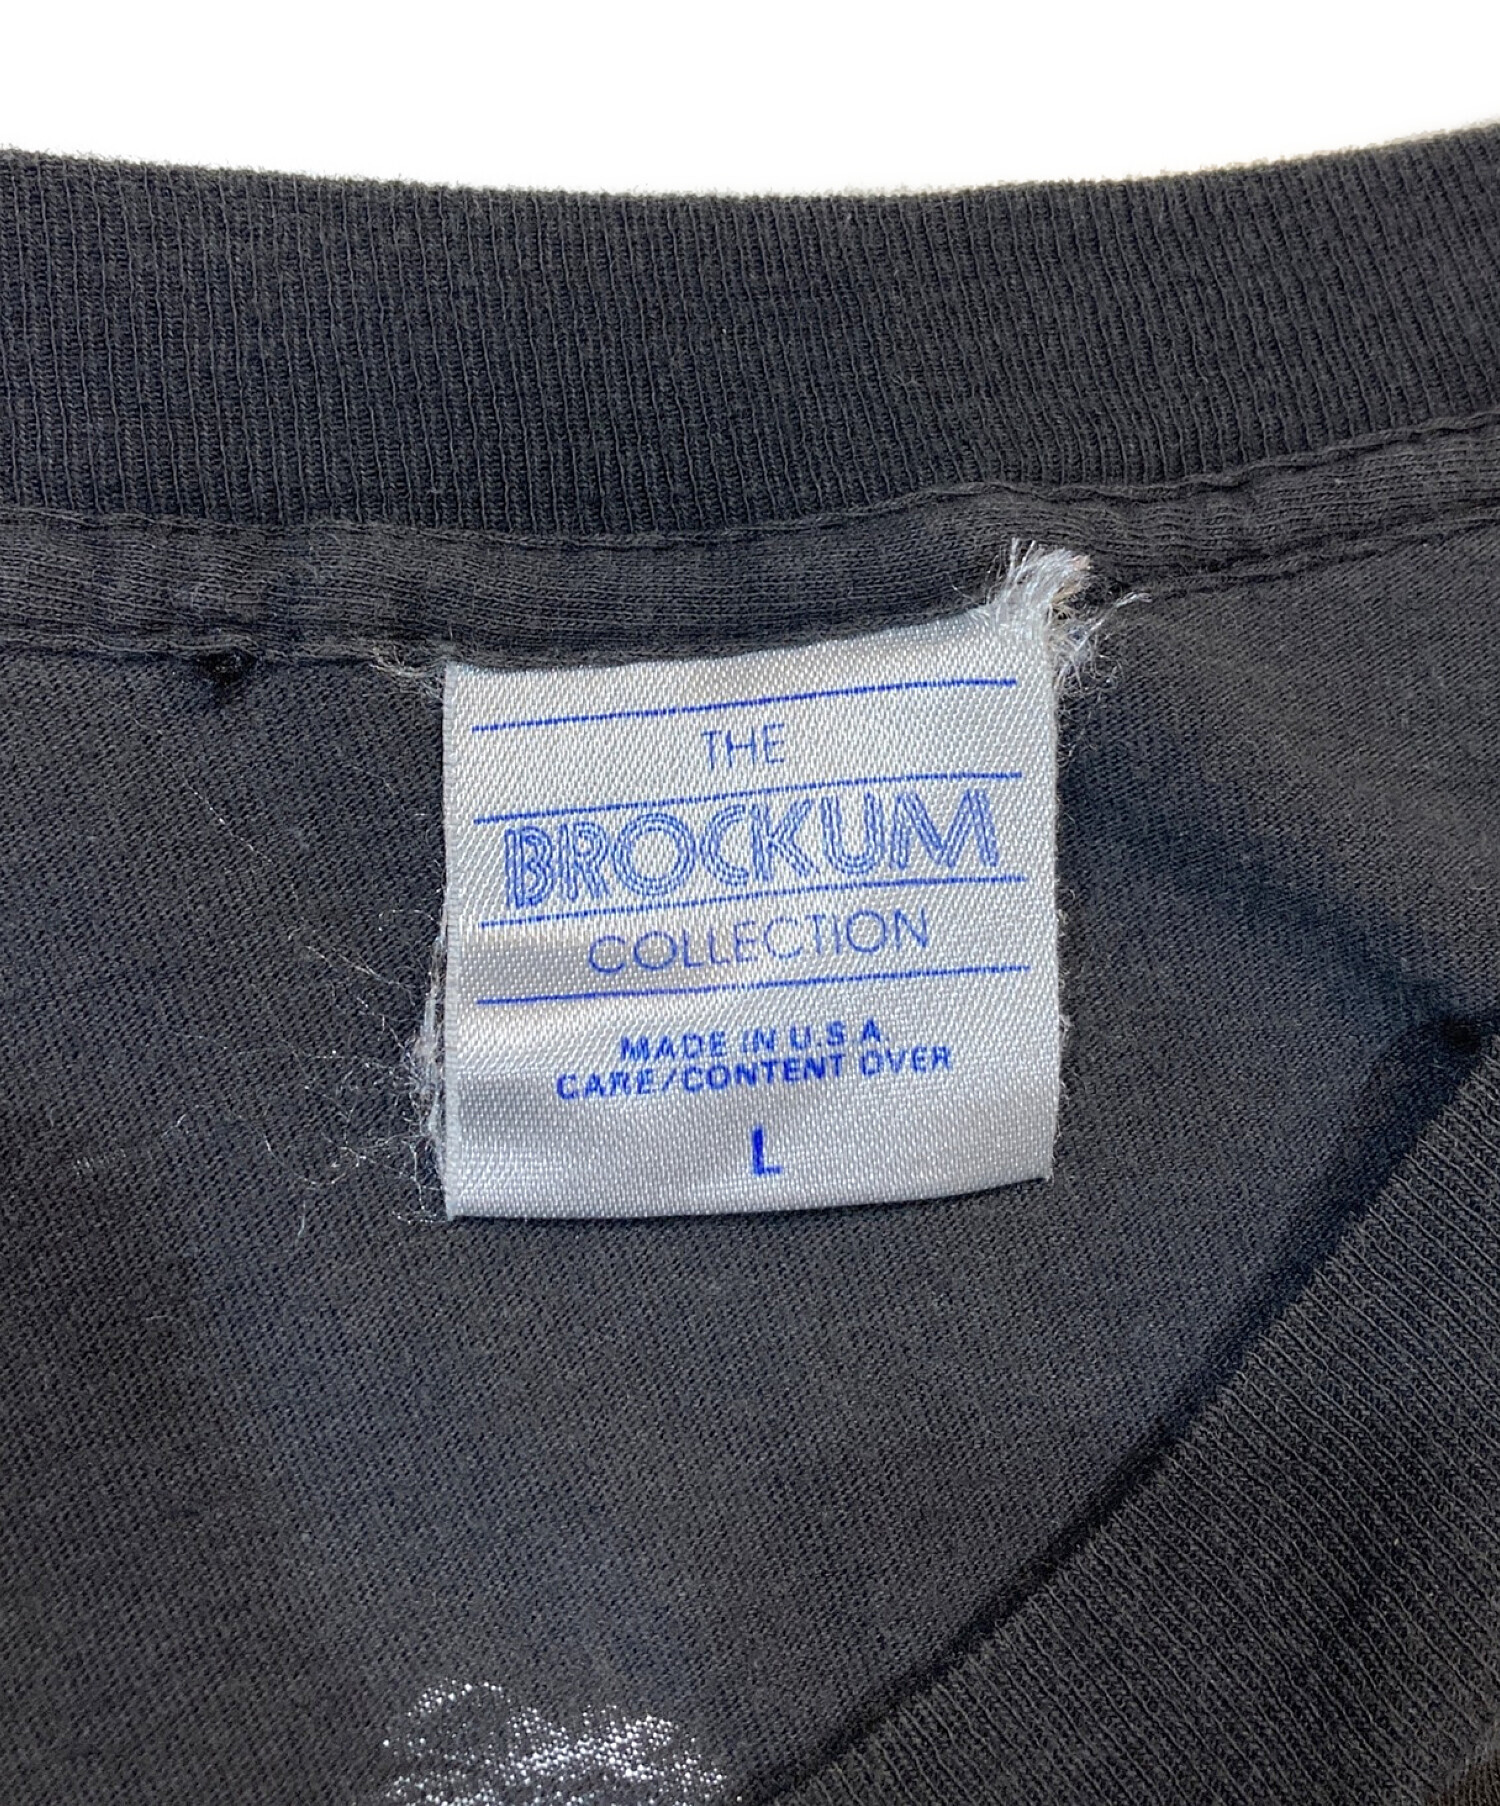 THE
BROCKUM
COLLECTION
MADE IN U.S.A.
CARE/CONTENT OVER
L